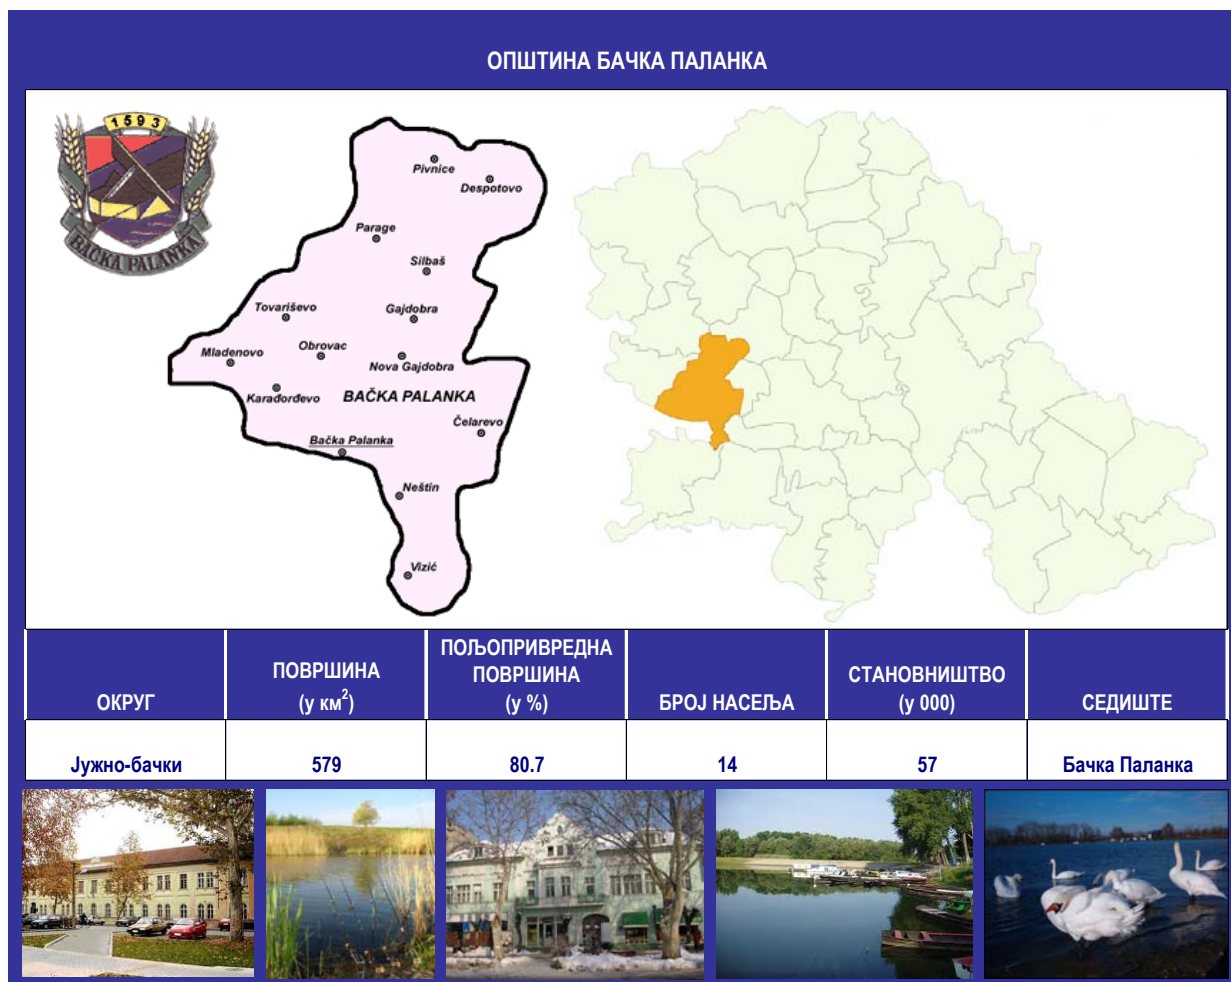 ОПШТИНА БАЧКА ПАЛАНКА
1593
BAČKA PALANKA
Pivnice
Despotovo
Parage
Silbaš
Tovariševo
Gajdobra
Obrovac
Mladenovo
Nova Gajdobra
Karađorđevo
BAČKA PALANKA
Čelarevo
Bačka Palanka
Neštin
Vizić
ОКРУГ
ПОВРШИНА
(у км²)
ПОЉОПРИВРЕДНА
ПОВРШИНА
(у %)
БРОЈ НАСЕЉА
СТАНОВНИШТВО
(у 000)
СЕДИШТЕ
Јужно-бачки
579
80.7
14
57
Бачка Паланка